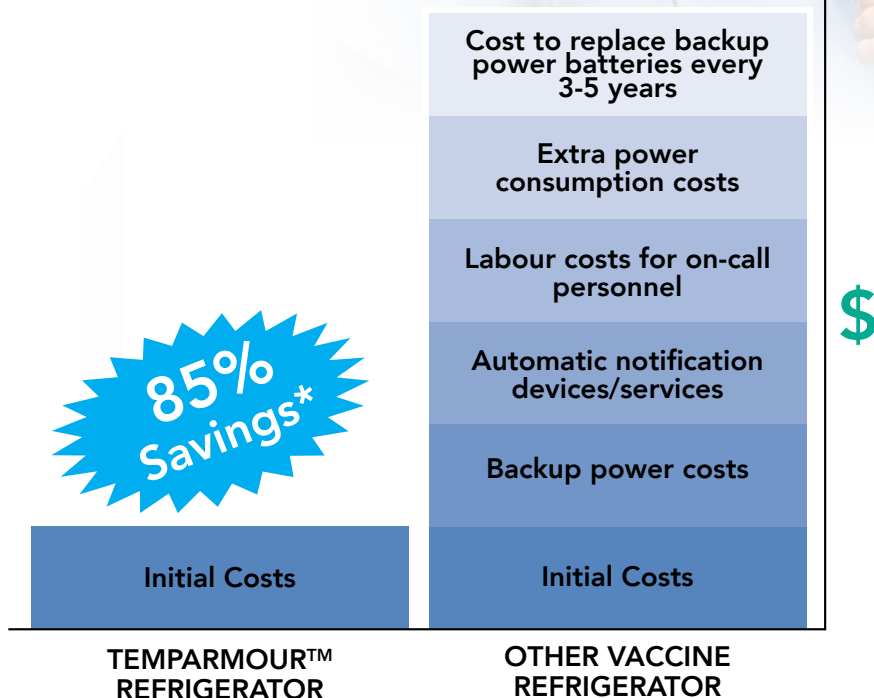 Cost to replace backup
power batteries every
3-5 years
Extra power
consumption costs
Labour costs for on-call
personnel
Automatic notification
devices/services
Backup power costs
Initial Costs
85%
Savings*
Initial Costs
$
TEMPARMOUR™
REFRIGERATOR
OTHER VACCINE
REFRIGERATOR